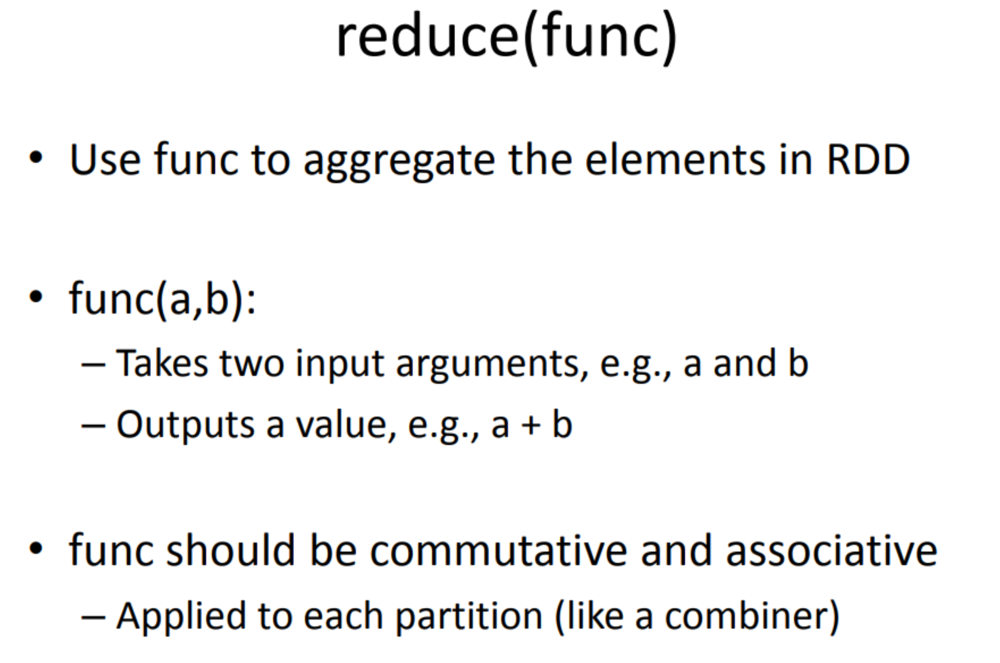 reduce(func)
• Use func to aggregate the elements in RDD
• func(a,b):
– Takes two input arguments, e.g., a and b
– Outputs a value, e.g., a + b
• func should be commutative and associative
– Applied to each partition (like a combiner)